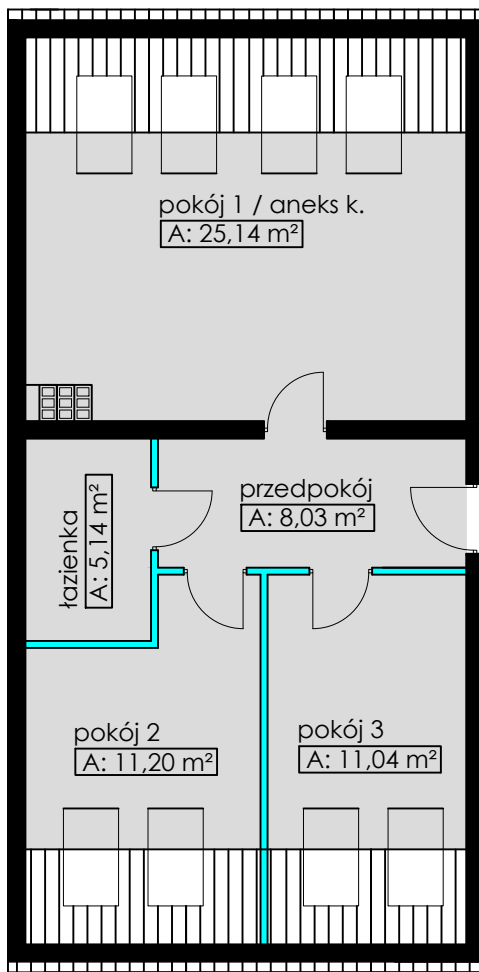 pokój 1 / aneks k.
A: 25,14 m²
przedpokój
A: 8,03 m²
łazienka
A: 5,14 m²
pokój 2
A: 11,20 m²
pokój 3
A: 11,04 m²